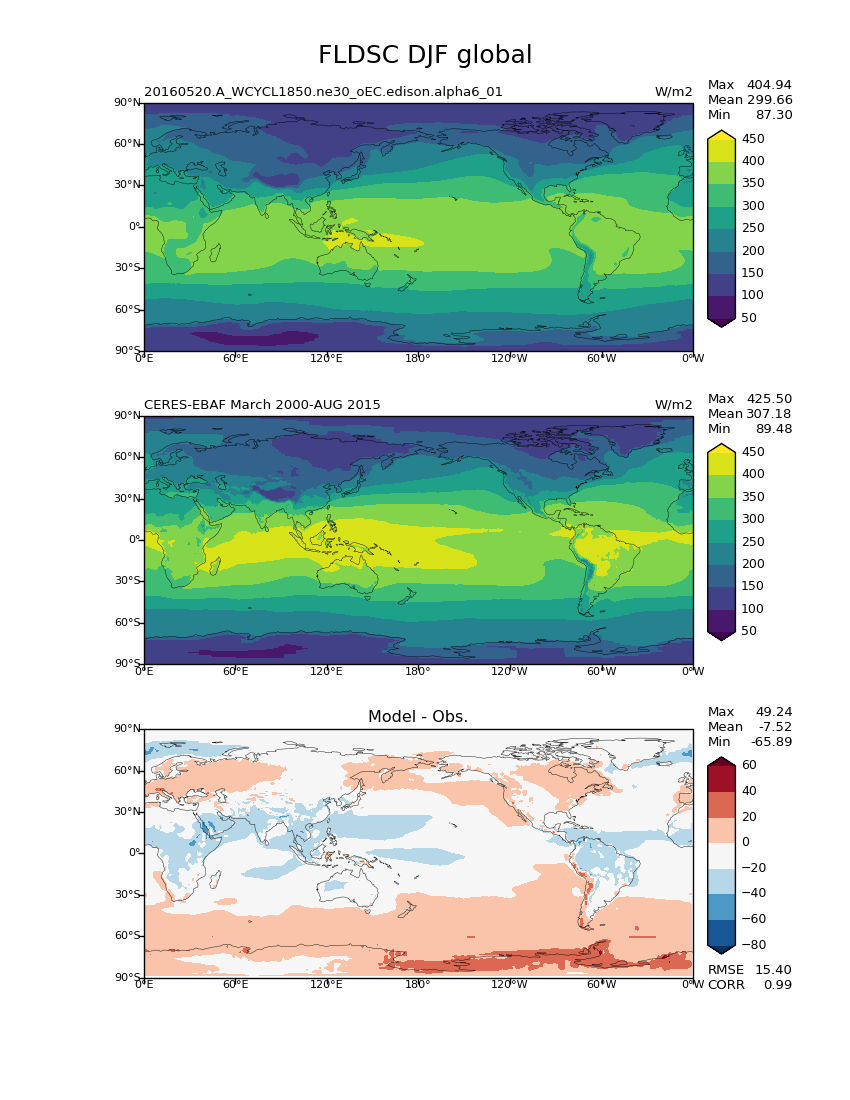 FLDSC DJF global
20160520.A_WCYCL1850.ne30_oEC.edison.alpha6_01 W/m2
Max 404.94
Mean 299.66
Min 87.30
90°N
60°N
30°N
0°
30°S
60°S
90°S
0°E 60°E 120°E 180° 120°W 60°W 0°W
450
400
350
300
250
200
150
100
50
CERES-EBAF March 2000-AUG 2015 W/m2
Max 425.50
Mean 307.18
Min 89.48
90°N
60°N
30°N
0°
30°S
60°S
90°S
0°E 60°E 120°E 180° 120°W 60°W 0°W
450
400
350
300
250
200
150
100
50
Model - Obs.
Max 49.24
Mean -7.52
Min -65.89
90°N
60°N
30°N
0°
30°S
60°S
90°S
0°E 60°E 120°E 180° 120°W 60°W 0°W
60
40
20
0
−20
−40
−60
−80
RMSE 15.40
CORR 0.99